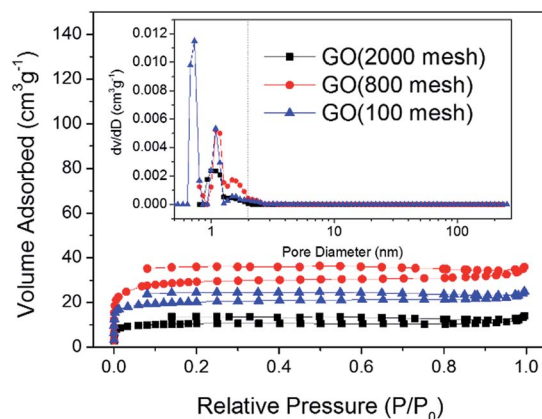 140
120
100
80
60
40
20
0
Volume Adsorbed (cm³g⁻¹)
0.012
0.010
0.008
0.006
0.004
0.002
0.000
dv/dD (cm³g⁻¹)
GO(2000 mesh)
GO(800 mesh)
GO(100 mesh)
1 10 100
Pore Diameter (nm)
0.0 0.2 0.4 0.6 0.8 1.0
Relative Pressure (P/P₀)